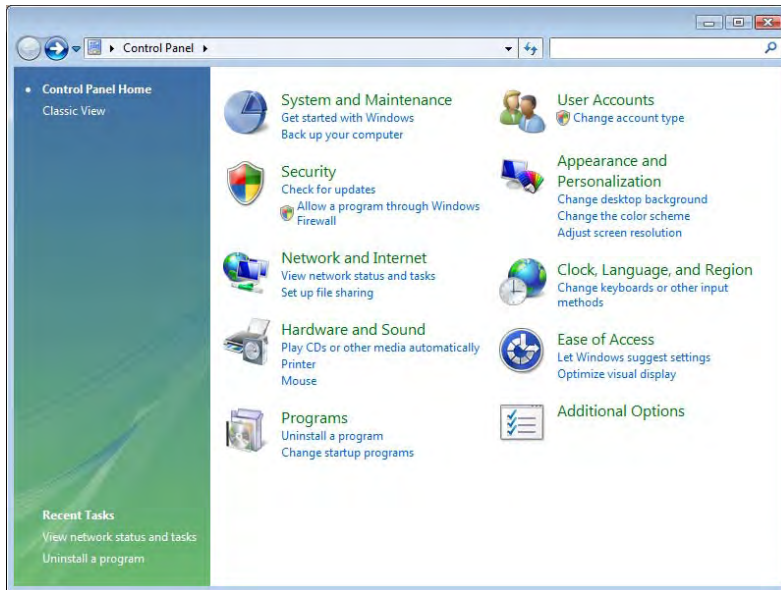 Control Panel
Control Panel Home
Classic View
System and Maintenance
Get started with Windows
Back up your computer
Security
Check for updates
Allow a program through Windows
Firewall
Network and Internet
View network status and tasks
Set up file sharing
Hardware and Sound
Play CDs or other media automatically
Printer
Mouse
Programs
Uninstall a program
Change startup programs
User Accounts
Change account type
Appearance and
Personalization
Change desktop background
Change the color scheme
Adjust screen resolution
Clock, Language, and Region
Change keyboards or other input
methods
Ease of Access
Let Windows suggest settings
Optimize visual display
Additional Options
Recent Tasks
View network status and tasks
Uninstall a program